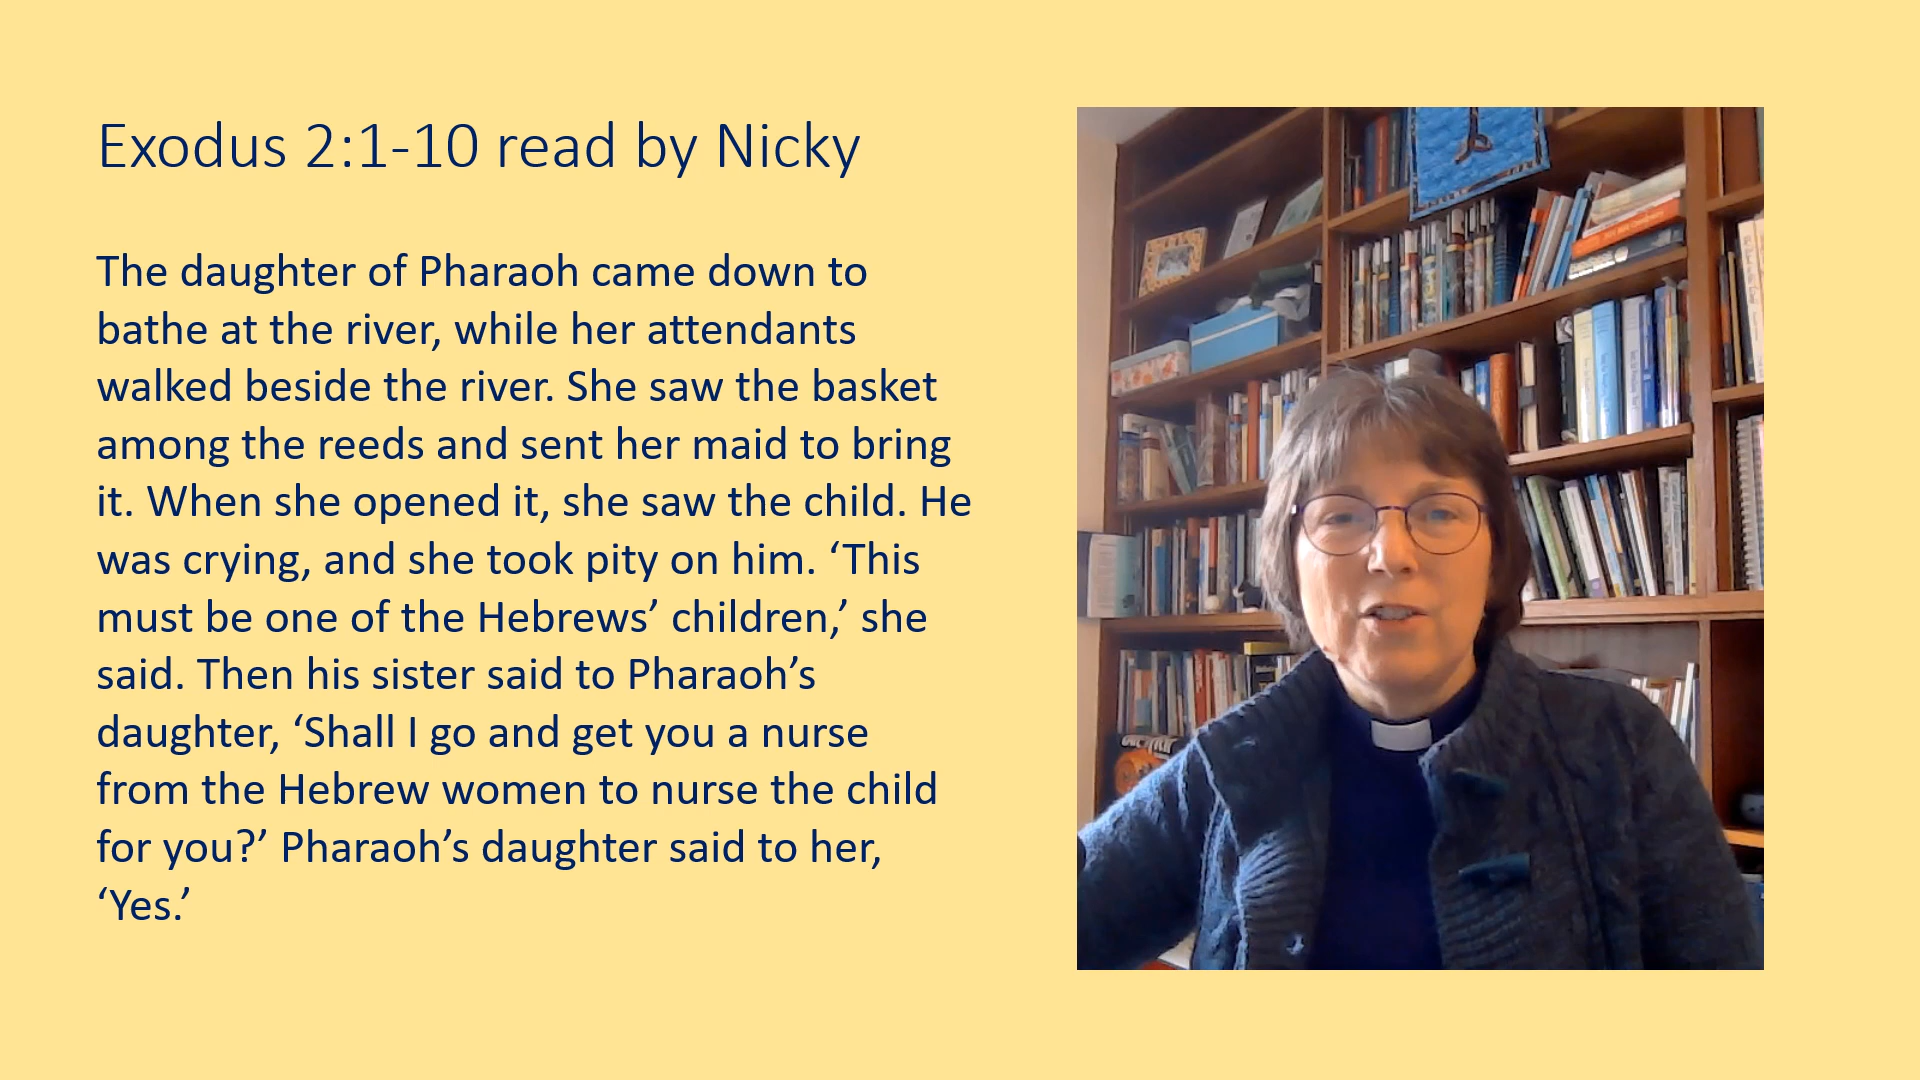 Exodus 2:1-10 read by Nicky
The daughter of Pharaoh came down to
bathe at the river, while her attendants
walked beside the river. She saw the basket
among the reeds and sent her maid to bring
it. When she opened it, she saw the child. He
was crying, and she took pity on him. ‘This
must be one of the Hebrews’ children,’ she
said. Then his sister said to Pharaoh’s
daughter, ‘Shall I go and get you a nurse
from the Hebrew women to nurse the child
for you?’ Pharaoh’s daughter said to her,
‘Yes.’